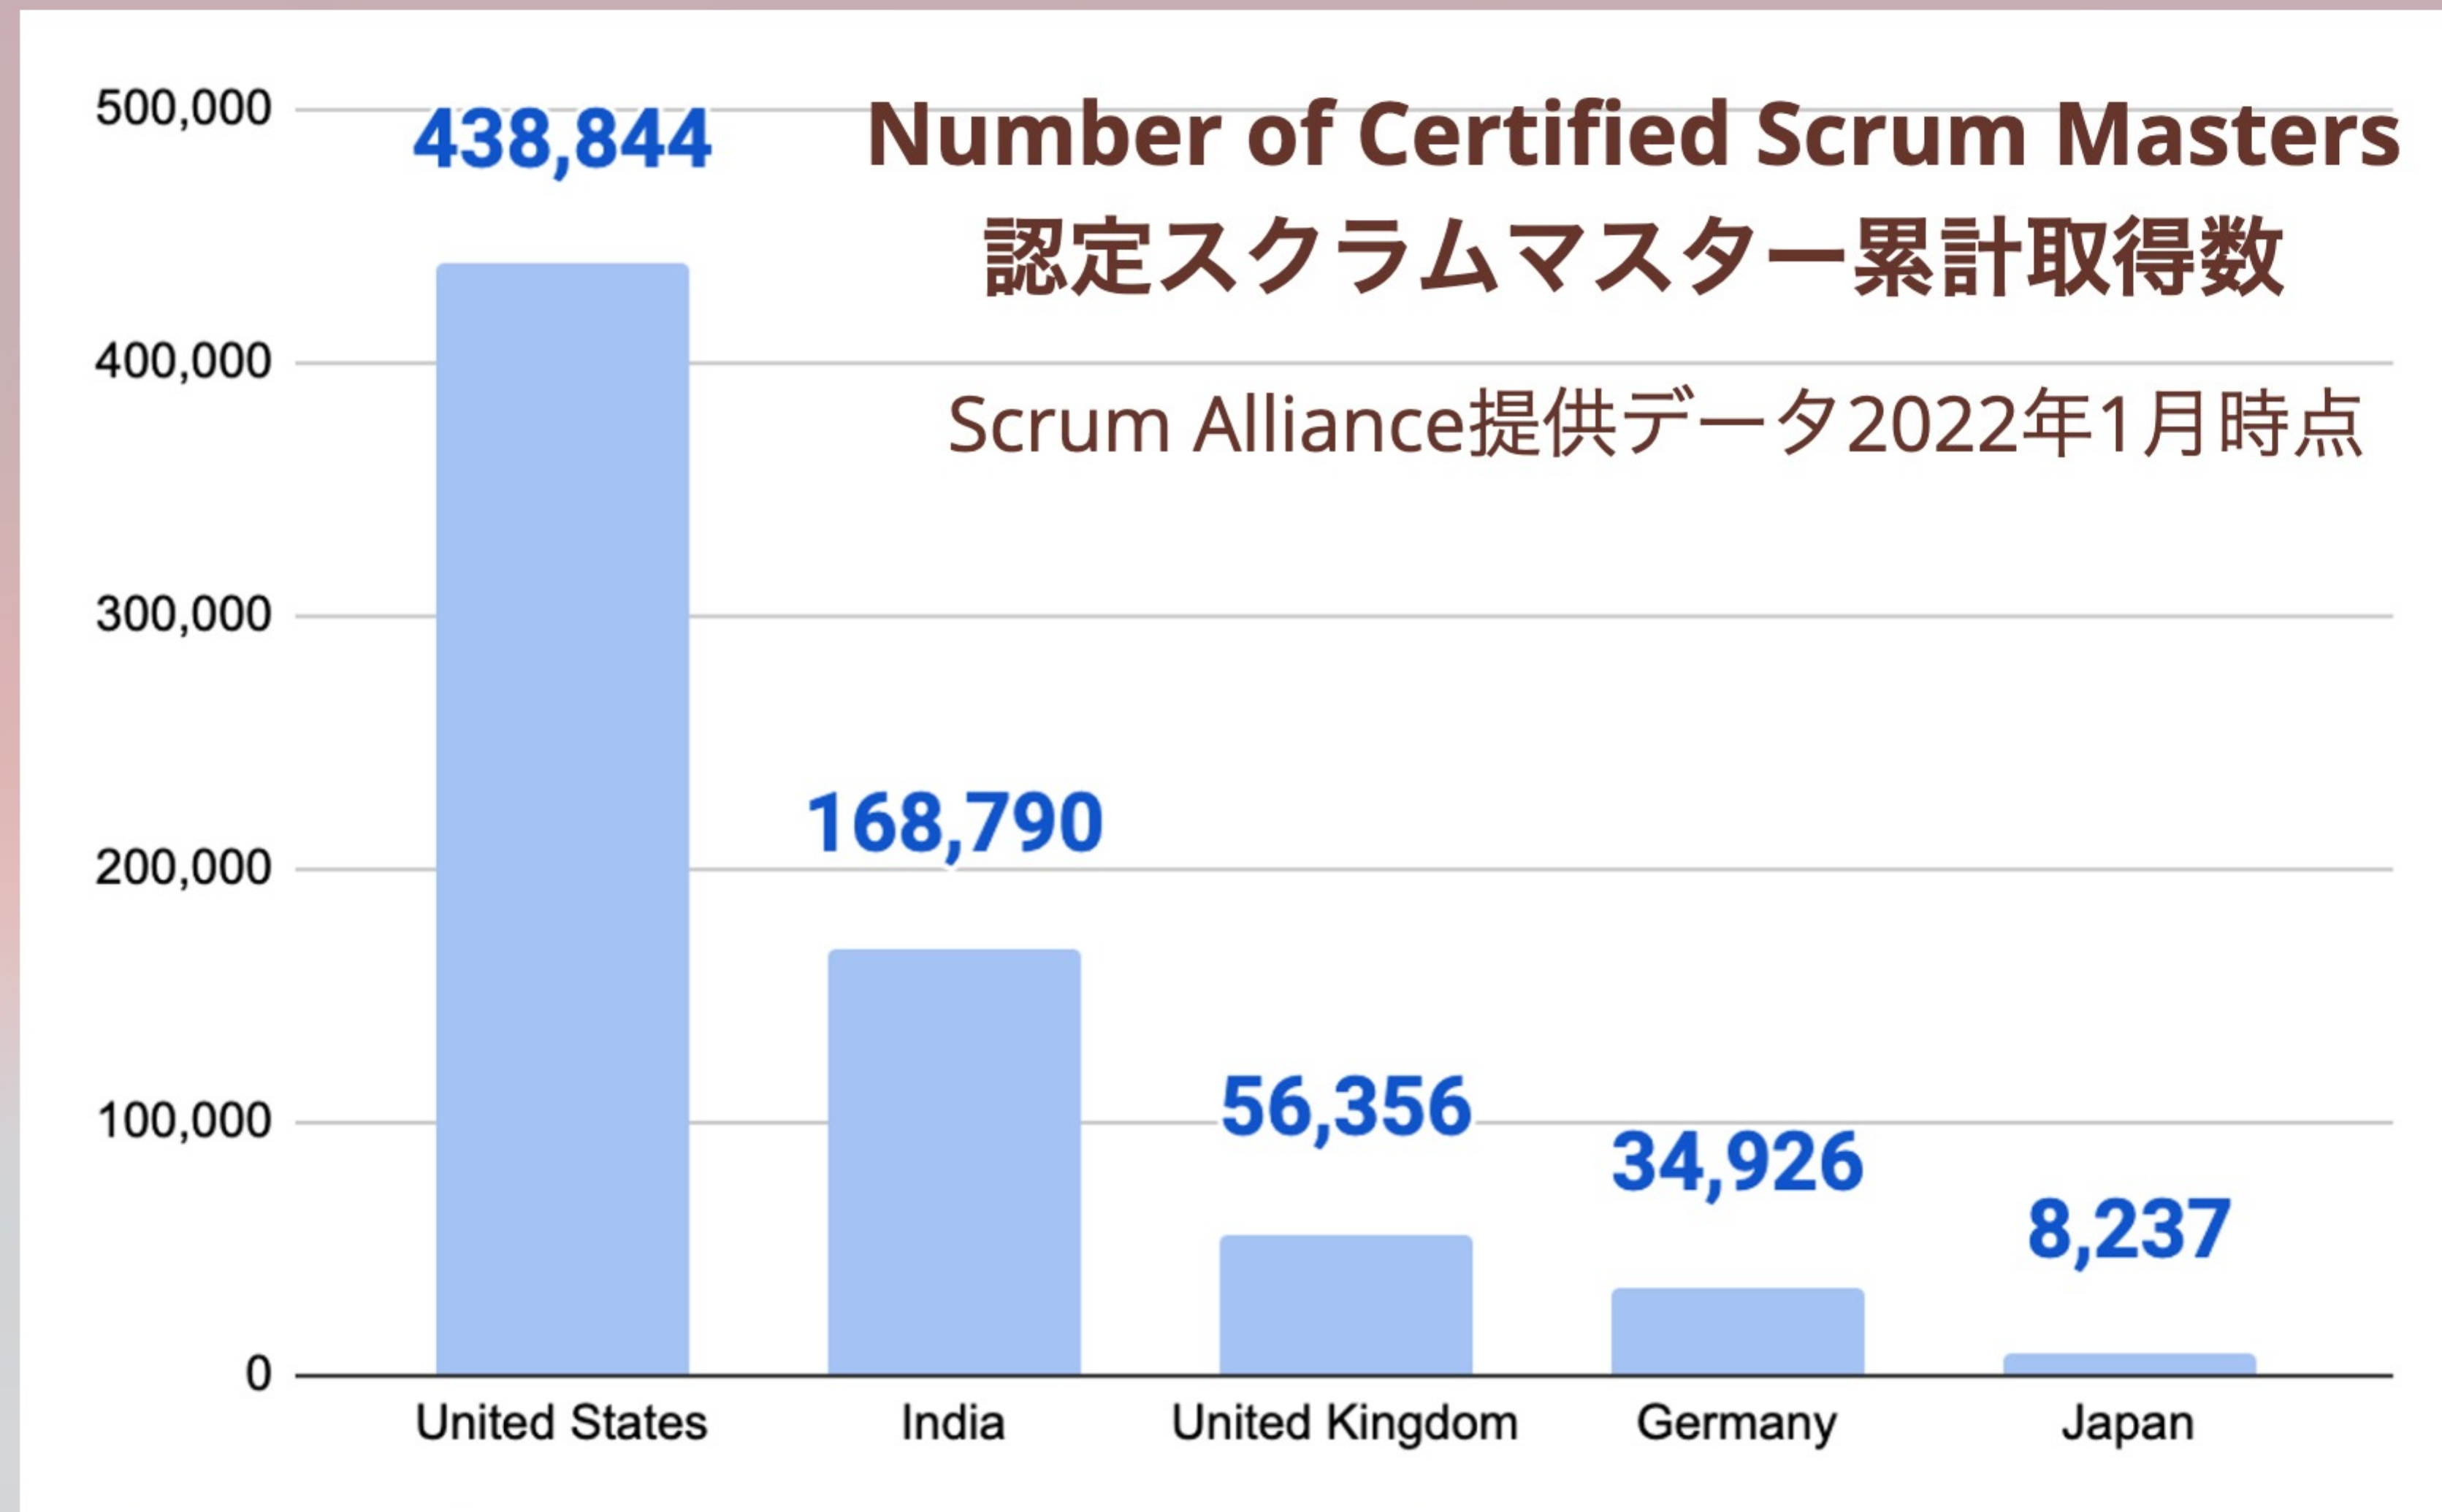 Number of Certified Scrum Masters
認定スクラムマスター累計取得数
Scrum Alliance提供データ2022年1月時点
500,000
400,000
300,000
200,000
100,000
0
438,844
168,790
56,356
34,926
8,237
United States
India
United Kingdom
Germany
Japan